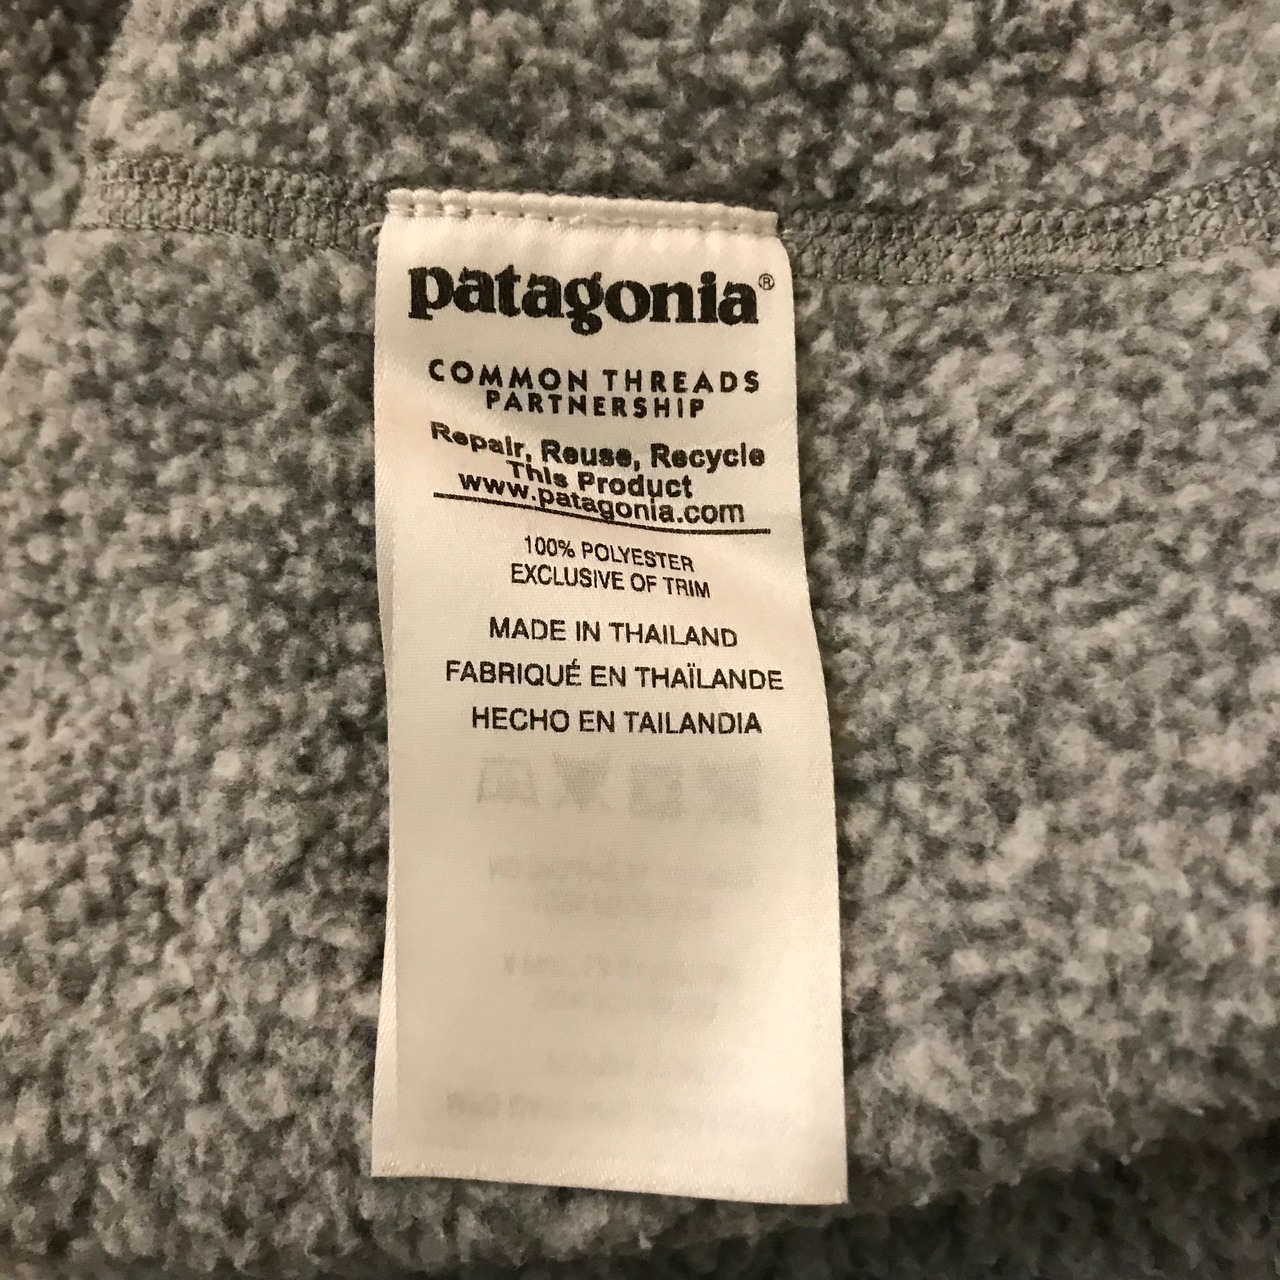 patagonia®
COMMON THREADS
PARTNERSHIP
Repair, Reuse, Recycle
This Product
www.patagonia.com
100% POLYESTER
EXCLUSIVE OF TRIM
MADE IN THAILAND
FABRIQUÉ EN THAÏLANDE
HECHO EN TAILANDIA